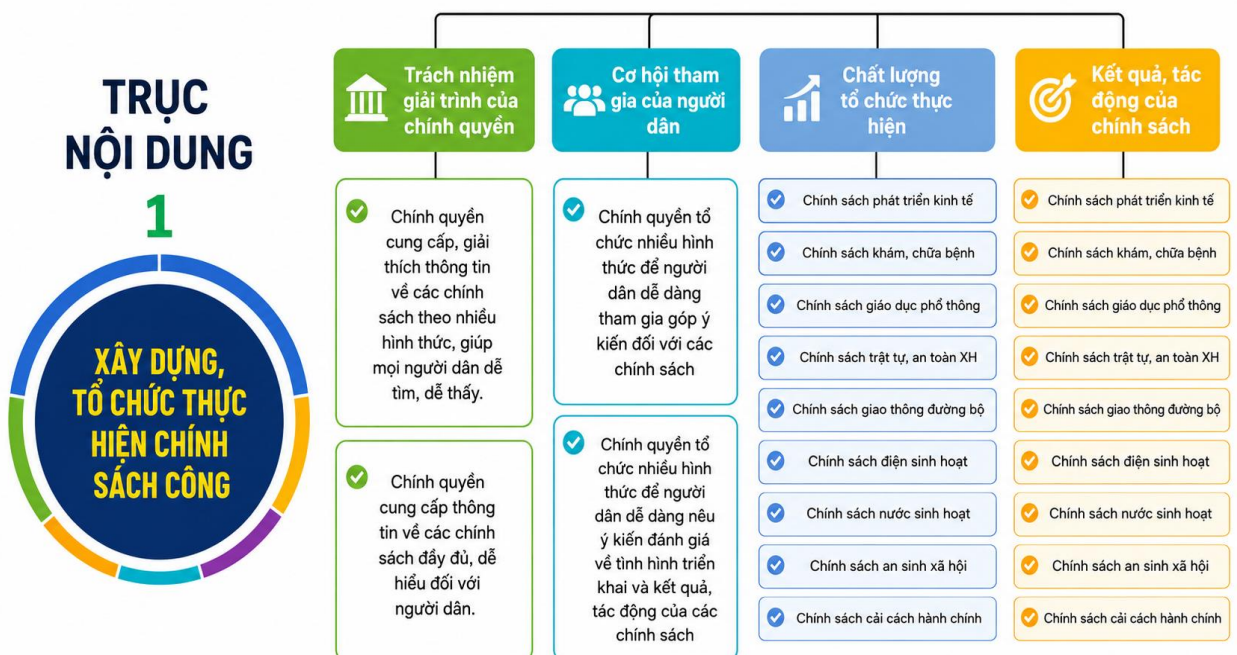 TRỤC
NỘI DUNG
1
XÂY DỰNG,
TỔ CHỨC THỰC
HIỆN CHÍNH
SÁCH CÔNG
Trách nhiệm
giải trình của
chính quyền
Chính quyền
cung cấp, giải
thích thông tin
về các chính
sách theo nhiều
hình thức, giúp
mọi người dân dễ
tìm, dễ thấy.
Chính quyền
cung cấp thông
tin về các chính
sách đầy đủ, dễ
hiểu đối với
người dân.
Cơ hội tham
gia của người
dân
Chính quyền tổ
chức nhiều hình
thức để người
dân dễ dàng
tham gia góp ý
kiến đối với các
chính sách
Chính quyền tổ
chức nhiều hình
thức để người
dân dễ dàng nêu
ý kiến đánh giá
về tình hình triển
khai và kết quả,
tác động của các
chính sách
Chất lượng
tổ chức thực
hiện
Chính sách phát triển kinh tế
Chính sách khám, chữa bệnh
Chính sách giáo dục phổ thông
Chính sách trật tự, an toàn XH
Chính sách giao thông đường bộ
Chính sách điện sinh hoạt
Chính sách nước sinh hoạt
Chính sách an sinh xã hội
Chính sách cải cách hành chính
Kết quả, tác
động của
chính sách
Chính sách phát triển kinh tế
Chính sách khám, chữa bệnh
Chính sách giáo dục phổ thông
Chính sách trật tự, an toàn XH
Chính sách giao thông đường bộ
Chính sách điện sinh hoạt
Chính sách nước sinh hoạt
Chính sách an sinh xã hội
Chính sách cải cách hành chính